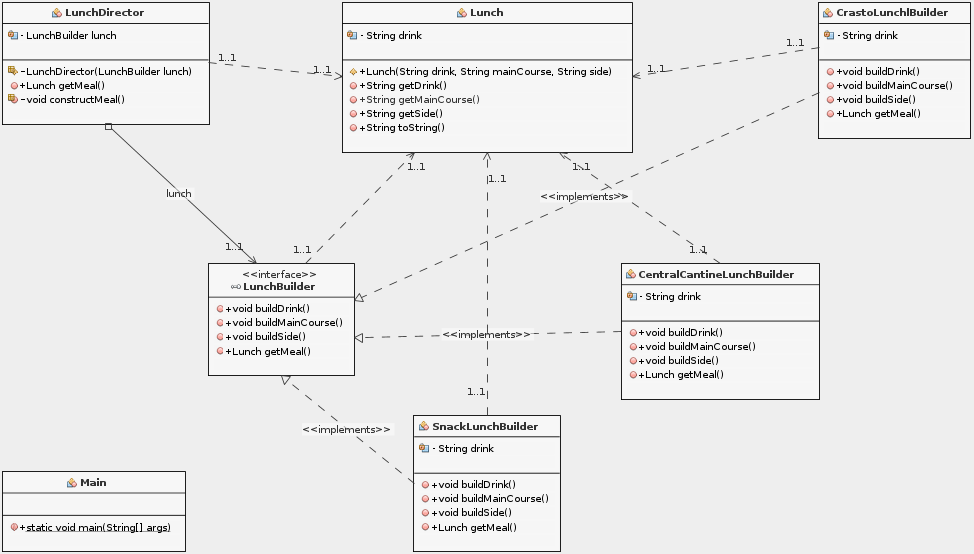 LunchDirector
- LunchBuilder lunch
-LunchDirector(LunchBuilder lunch)
+Lunch getMeal()
-void constructMeal()
1..1
1..1
Lunch
- String drink
+Lunch(String drink, String mainCourse, String side)
+String getDrink()
+String getMainCourse()
+String getSide()
+String toString()
1..1
1..1
CrastoLunchlBuilder
- String drink
+void buildDrink()
+void buildMainCourse()
+void buildSide()
+Lunch getMeal()
lunch
1..1
1..1
1..1
1..1
1..1
<<implements>>
1..1
<<interface>>
LunchBuilder
+void buildDrink()
+void buildMainCourse()
+void buildSide()
+Lunch getMeal()
<<implements>>
CentralCantineLunchBuilder
- String drink
+void buildDrink()
+void buildMainCourse()
+void buildSide()
+Lunch getMeal()
1..1
<<implements>>
SnackLunchBuilder
- String drink
+void buildDrink()
+void buildMainCourse()
+void buildSide()
+Lunch getMeal()
Main
+static void main(String[] args)